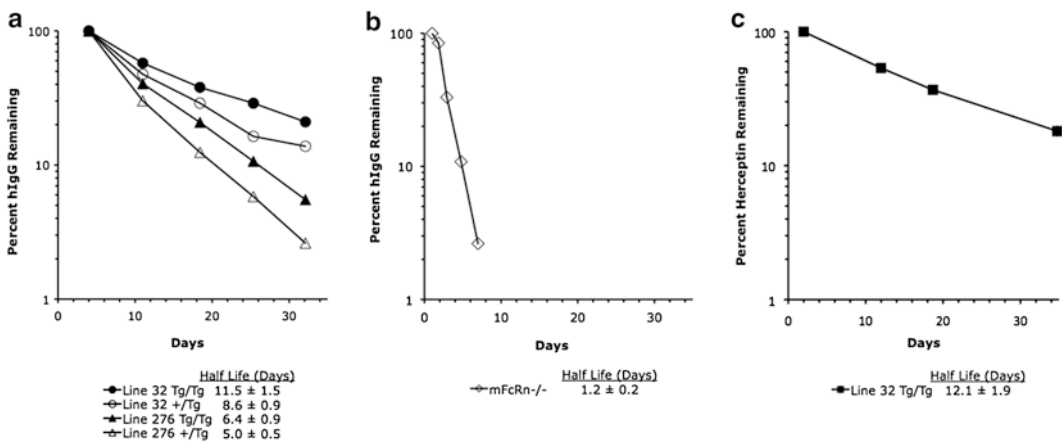 a
Percent hIgG Remaining
100
10
1
0 10 20 30
Days
Half Life (Days)
Line 32 Tg/Tg 11.5 ± 1.5
Line 32 +/Tg 8.6 ± 0.9
Line 276 Tg/Tg 6.4 ± 0.9
Line 276 +/Tg 5.0 ± 0.5
b
Percent hIgG Remaining
100
10
1
0 10 20 30
Days
Half Life (Days)
mFcRn-/- 1.2 ± 0.2
c
Percent Herceptin Remaining
100
10
1
0 10 20 30
Days
Half Life (Days)
Line 32 Tg/Tg 12.1 ± 1.9